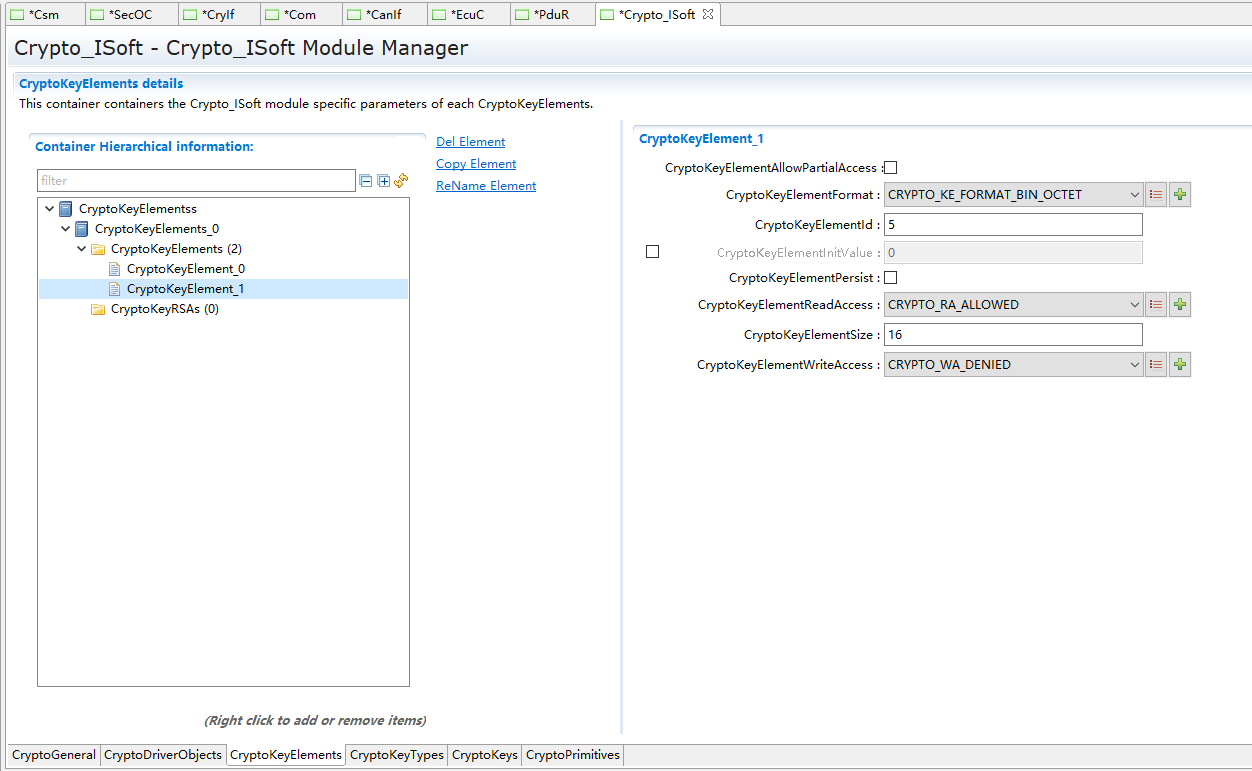 *Csm *SecOC *CryIf *Com *CanIf *EcuC *PduR *Crypto_ISoft
Crypto_ISoft - Crypto_ISoft Module Manager
CryptoKeyElements details
This container containers the Crypto_ISoft module specific parameters of each CryptoKeyElements.
Container Hierarchical information:
filter
CryptoKeyElementss
CryptoKeyElements_0
CryptoKeyElements (2)
CryptoKeyElement_0
CryptoKeyElement_1
CryptoKeyRSAs (0)
(Right click to add or remove items)
Del Element
Copy Element
ReName Element
CryptoKeyElement_1
CryptoKeyElementAllowPartialAccess :
CryptoKeyElementFormat : CRYPTO_KE_FORMAT_BIN_OCTET
CryptoKeyElementId : 5
CryptoKeyElementInitValue : 0
CryptoKeyElementPersist :
CryptoKeyElementReadAccess : CRYPTO_RA_ALLOWED
CryptoKeyElementSize : 16
CryptoKeyElementWriteAccess : CRYPTO_WA_DENIED
CryptoGeneral CryptoDriverObjects CryptoKeyElements CryptoKeyTypes CryptoKeys CryptoPrimitives